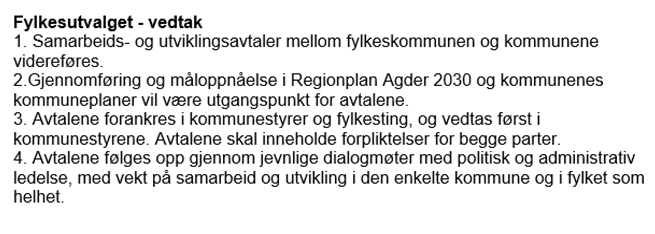 Fylkesutvalget - vedtak
1. Samarbeids- og utviklingsavtaler mellom fylkeskommunen og kommunene
videreføres.
2.Gjennomføring og måloppnåelse i Regionplan Agder 2030 og kommunenes
kommuneplaner vil være utgangspunkt for avtalene.
3. Avtalene forankres i kommunestyrer og fylkesting, og vedtas først i
kommunestyrene. Avtalene skal inneholde forpliktelser for begge parter.
4. Avtalene følges opp gjennom jevnlige dialogmøter med politisk og administrativ
ledelse, med vekt på samarbeid og utvikling i den enkelte kommune og i fylket som
helhet.